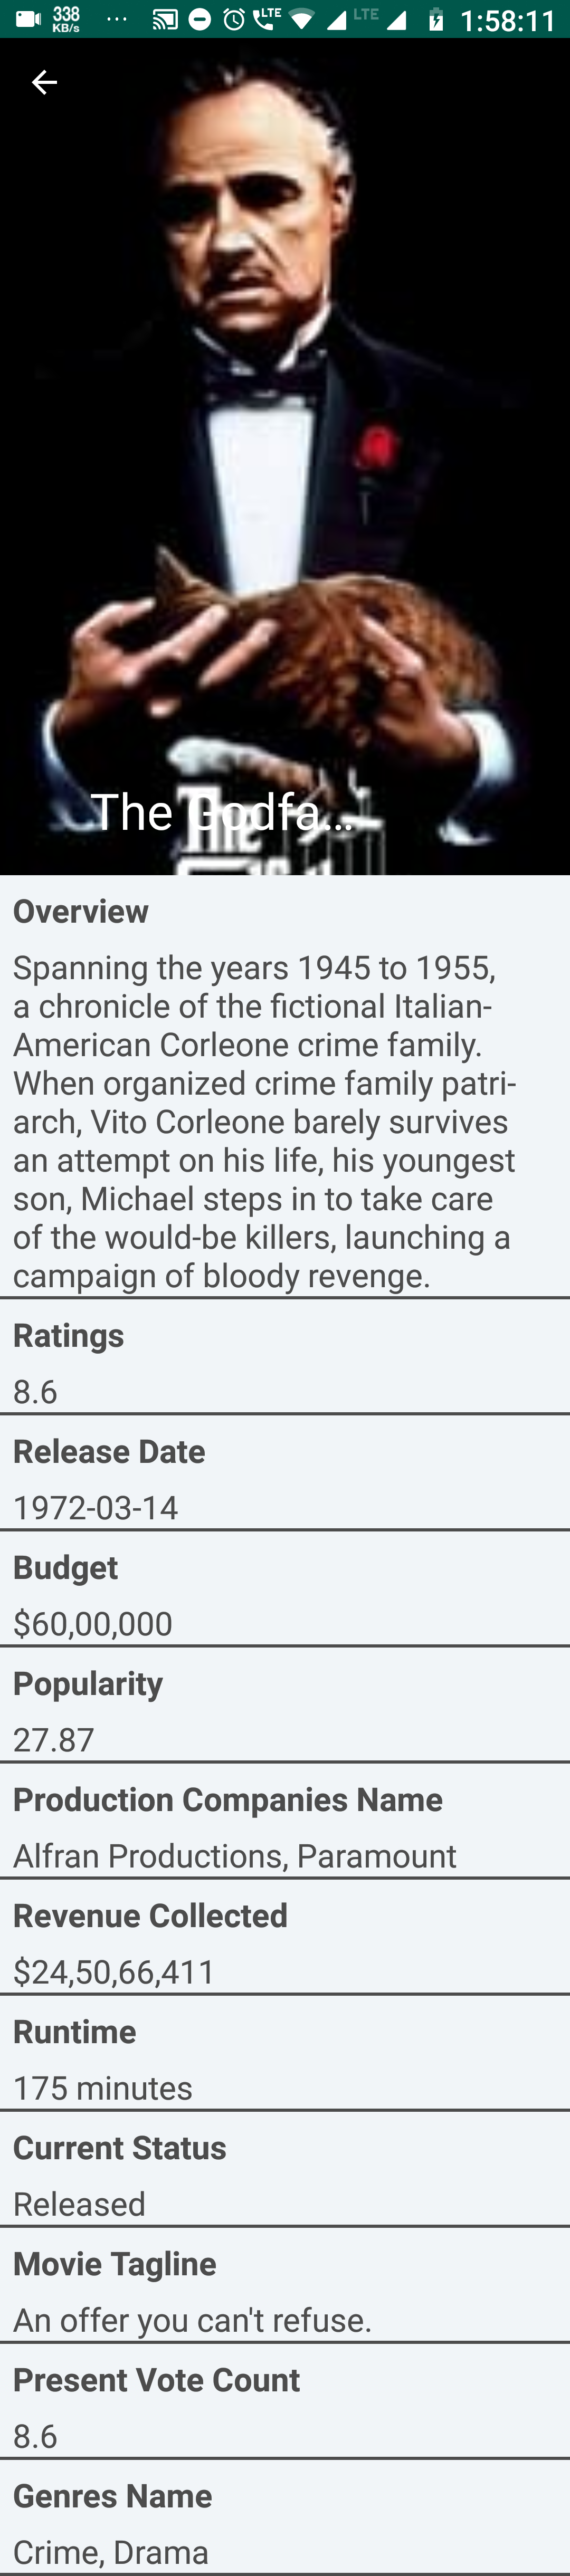 338
KB/s
LTE
LTE
1:58:11
The Godfa...
Overview
Spanning the years 1945 to 1955,
a chronicle of the fictional Italian-
American Corleone crime family.
When organized crime family patri-
arch, Vito Corleone barely survives
an attempt on his life, his youngest
son, Michael steps in to take care
of the would-be killers, launching a
campaign of bloody revenge.
Ratings
8.6
Release Date
1972-03-14
Budget
$60,00,000
Popularity
27.87
Production Companies Name
Alfran Productions, Paramount
Revenue Collected
$24,50,66,411
Runtime
175 minutes
Current Status
Released
Movie Tagline
An offer you can't refuse.
Present Vote Count
8.6
Genres Name
Crime, Drama